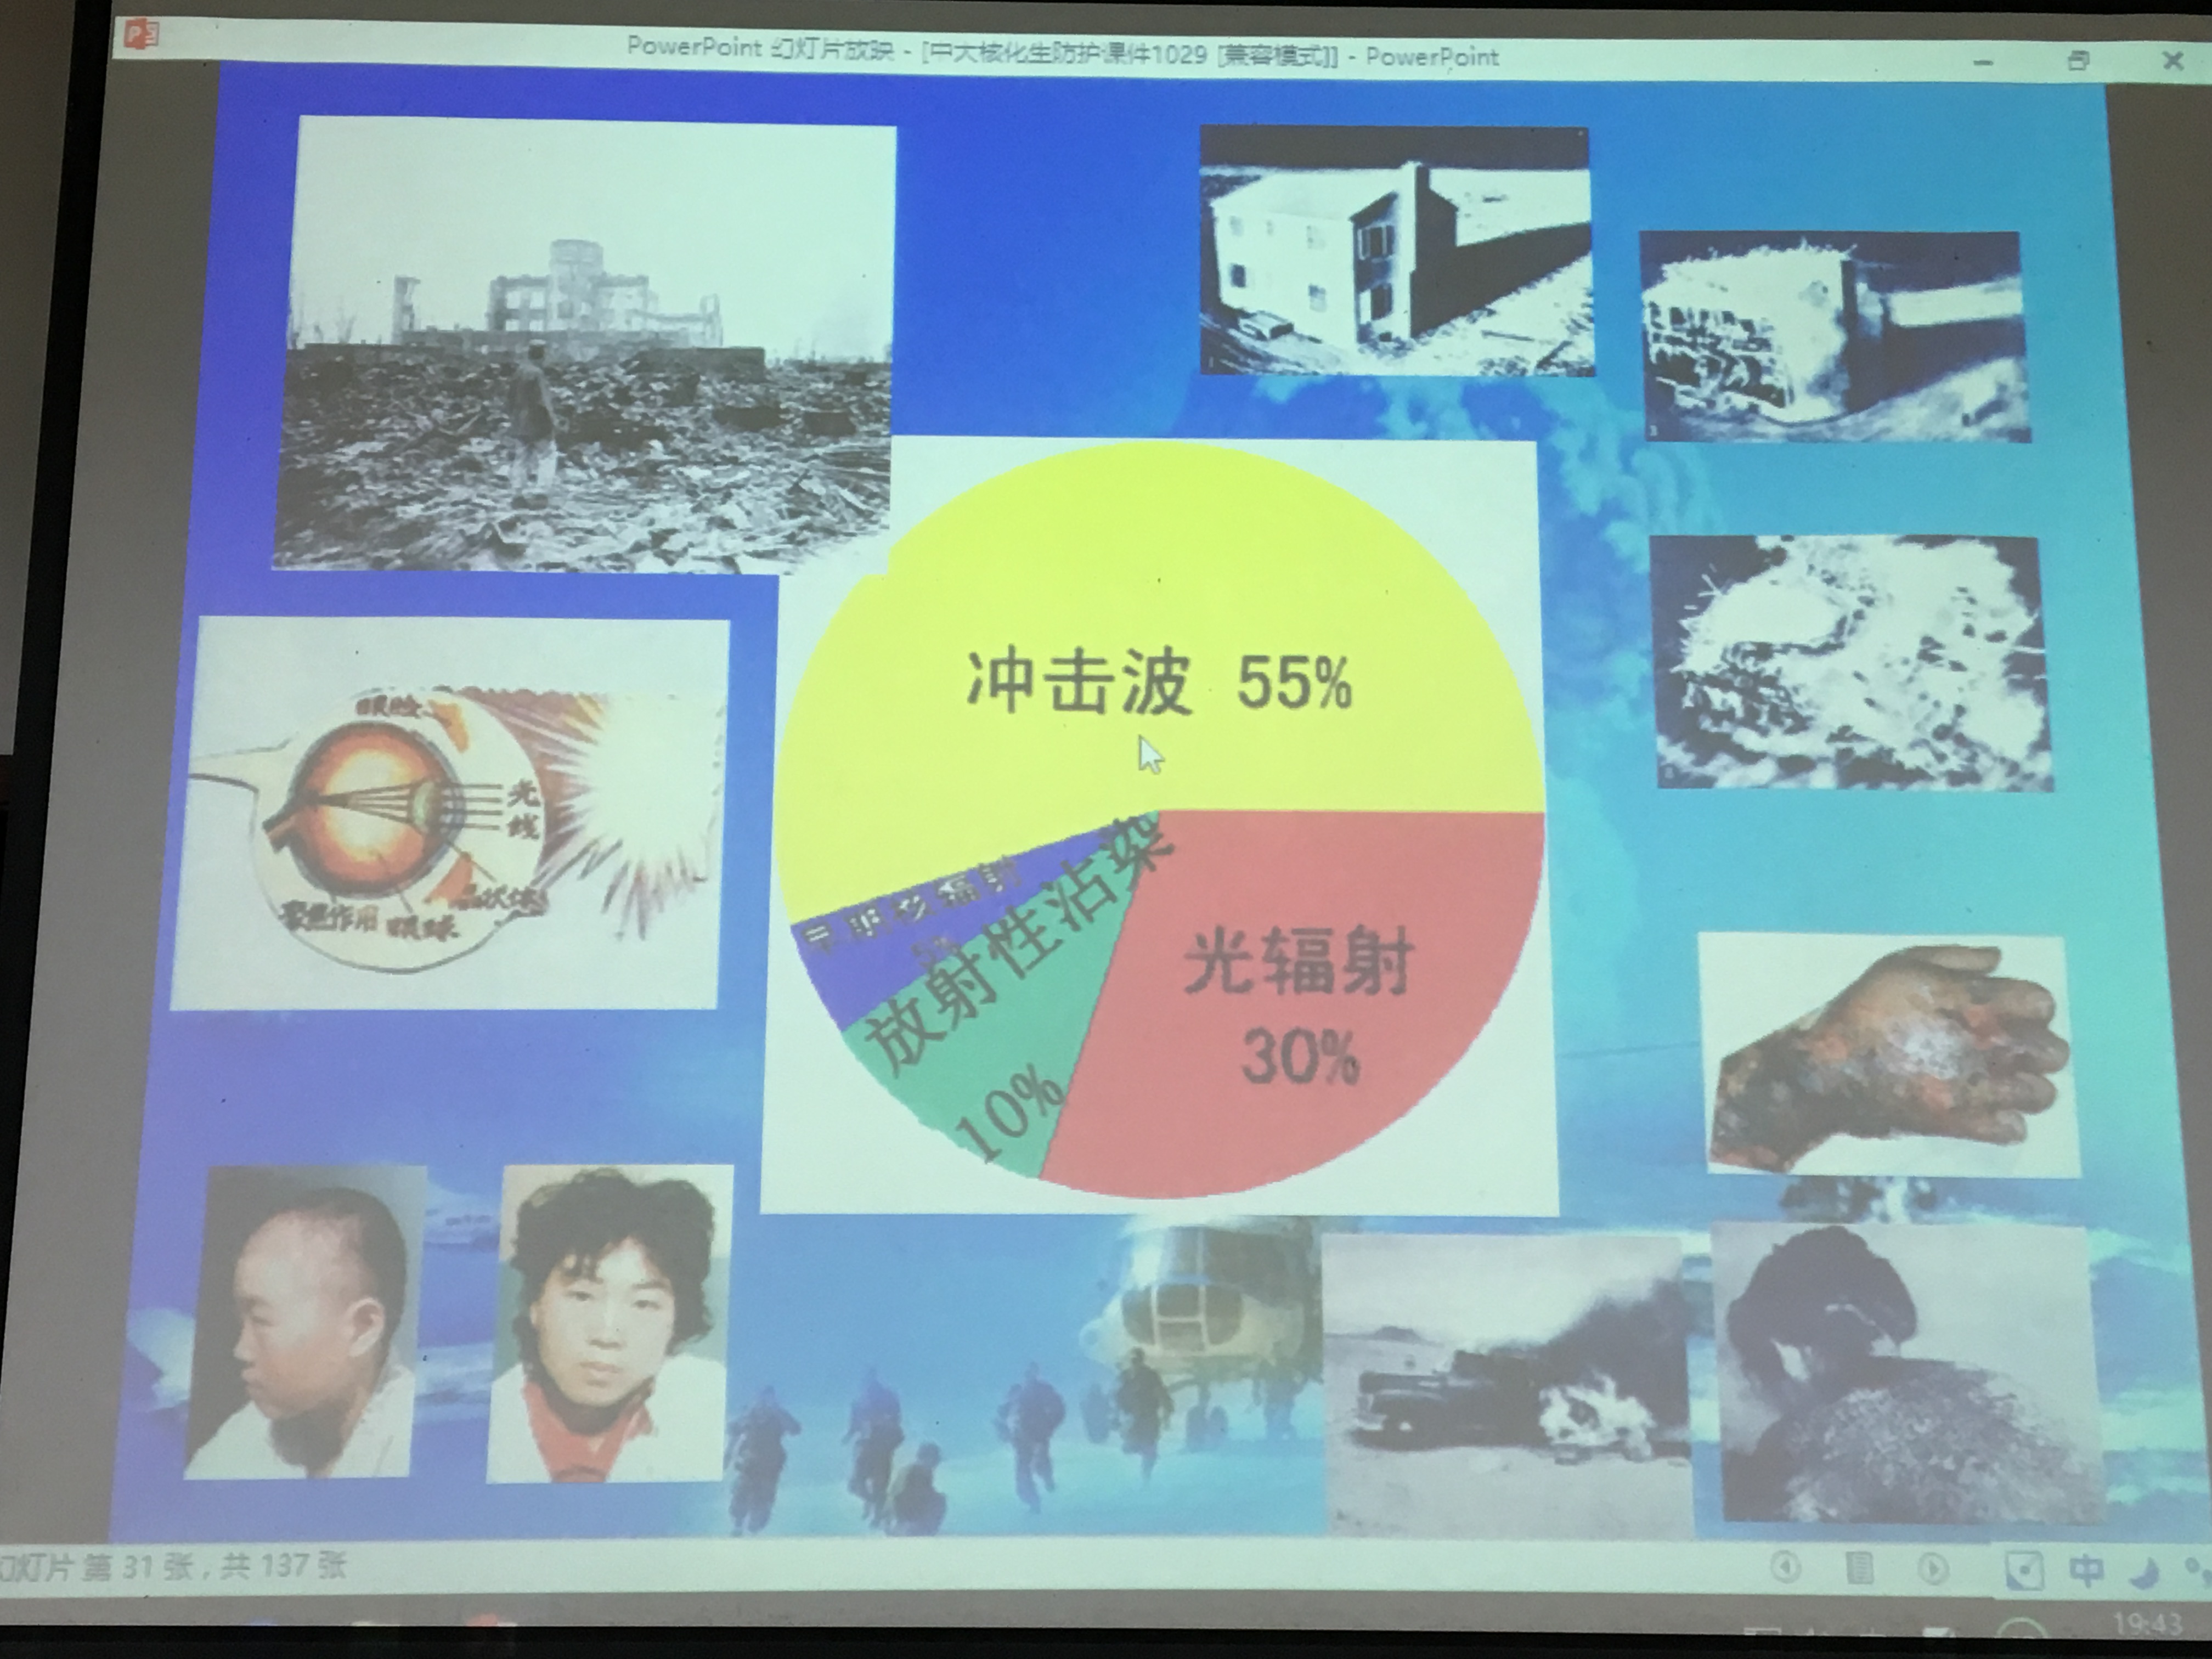 PowerPoint 幻灯片放映 - [中大核化生防护课件1029 [兼容模式]] - PowerPoint
冲击波 55%
早期核辐射
5%
放射性沾染
10%
光辐射
30%
眼睑
光
线
晶状体
聚焦作用 眼球
幻灯片 第 31 张，共 137 张
中
19:43